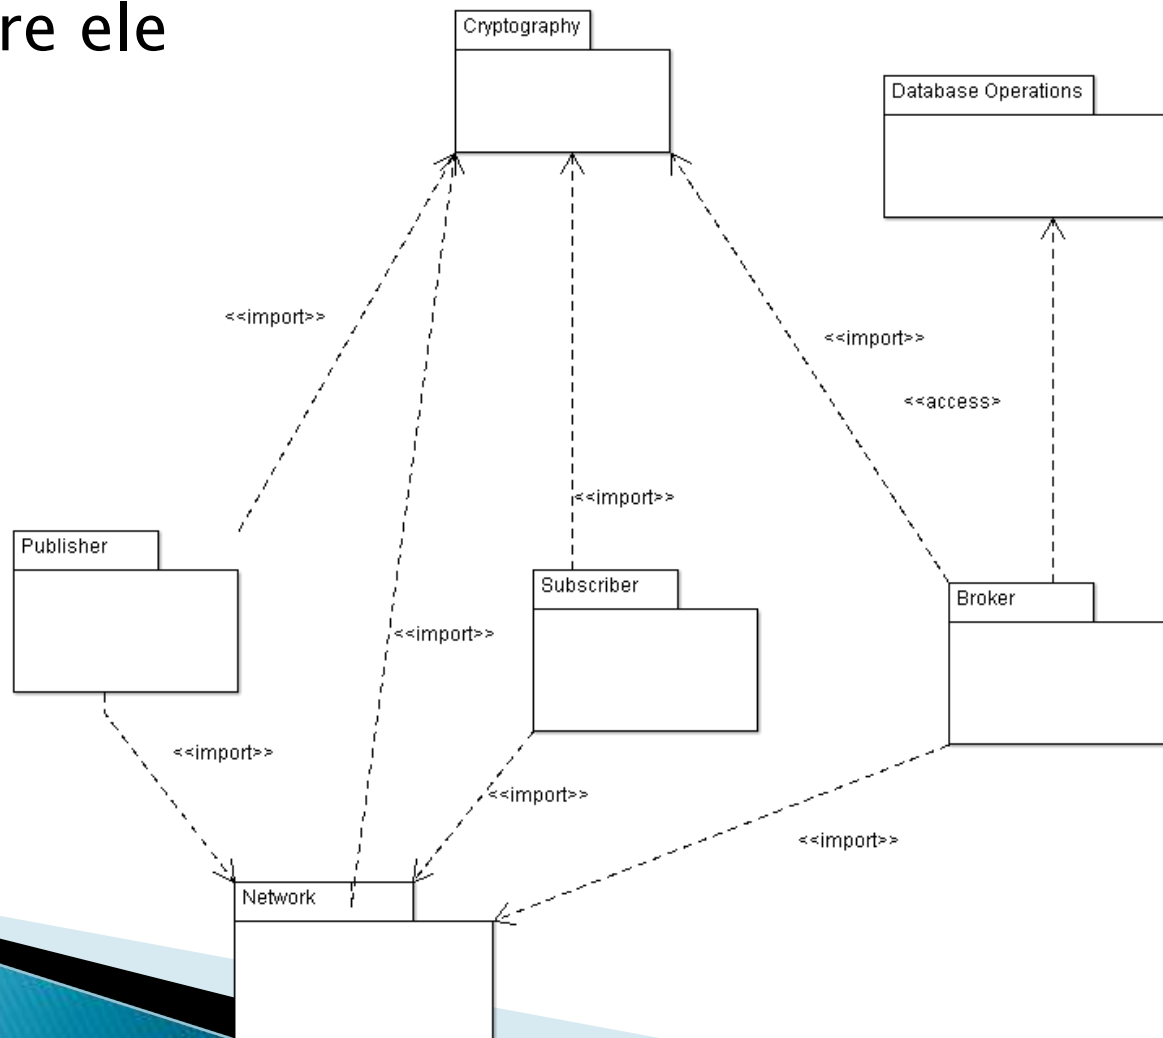 re ele
Cryptography
Database Operations
<<import>>
<<import>>
<<access>
<<import>>
Publisher
Subscriber
Broker
<<import>>
<<import>>
<<import>>
<<import>>
Network